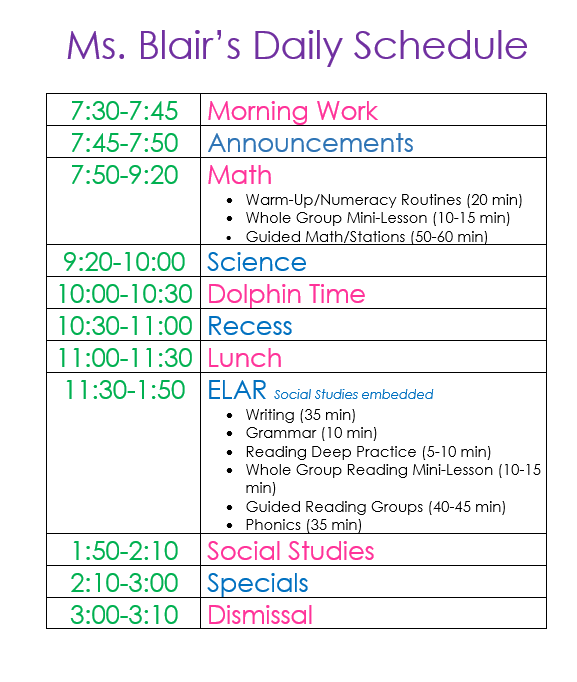 Ms. Blair's Daily Schedule
7:30-7:45 Morning Work
7:45-7:50 Announcements
7:50-9:20 Math
• Warm-Up/Numeracy Routines (20 min)
• Whole Group Mini-Lesson (10-15 min)
• Guided Math/Stations (50-60 min)
9:20-10:00 Science
10:00-10:30 Dolphin Time
10:30-11:00 Recess
11:00-11:30 Lunch
11:30-1:50 ELAR Social Studies embedded
• Writing (35 min)
• Grammar (10 min)
• Reading Deep Practice (5-10 min)
• Whole Group Reading Mini-Lesson (10-15
min)
• Guided Reading Groups (40-45 min)
• Phonics (35 min)
1:50-2:10 Social Studies
2:10-3:00 Specials
3:00-3:10 Dismissal